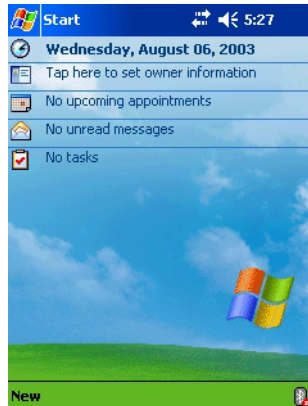 Start 5:27
Wednesday, August 06, 2003
Tap here to set owner information
No upcoming appointments
No unread messages
No tasks
New